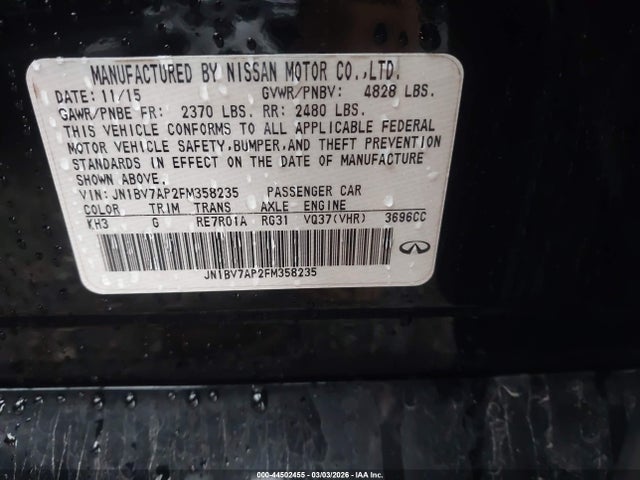 MANUFACTURED BY NISSAN MOTOR CO.,LTD.
DATE: 11/15 GVWR/PNBV: 4828 LBS.
GAWR/PNBE FR: 2370 LBS. RR: 2480 LBS.
THIS VEHICLE CONFORMS TO ALL APPLICABLE FEDERAL
MOTOR VEHICLE SAFETY,BUMPER,AND THEFT PREVENTION
STANDARDS IN EFFECT ON THE DATE OF MANUFACTURE
SHOWN ABOVE.
VIN: JN1BV7AP2FM358235 PASSENGER CAR
COLOR TRIM TRANS AXLE ENGINE
KH3 G RE7R01A RG31 VQ37(VHR) 3696CC
JN1BV7AP2FM358235
000-44502455 - 03/03/2026 - IAA Inc.